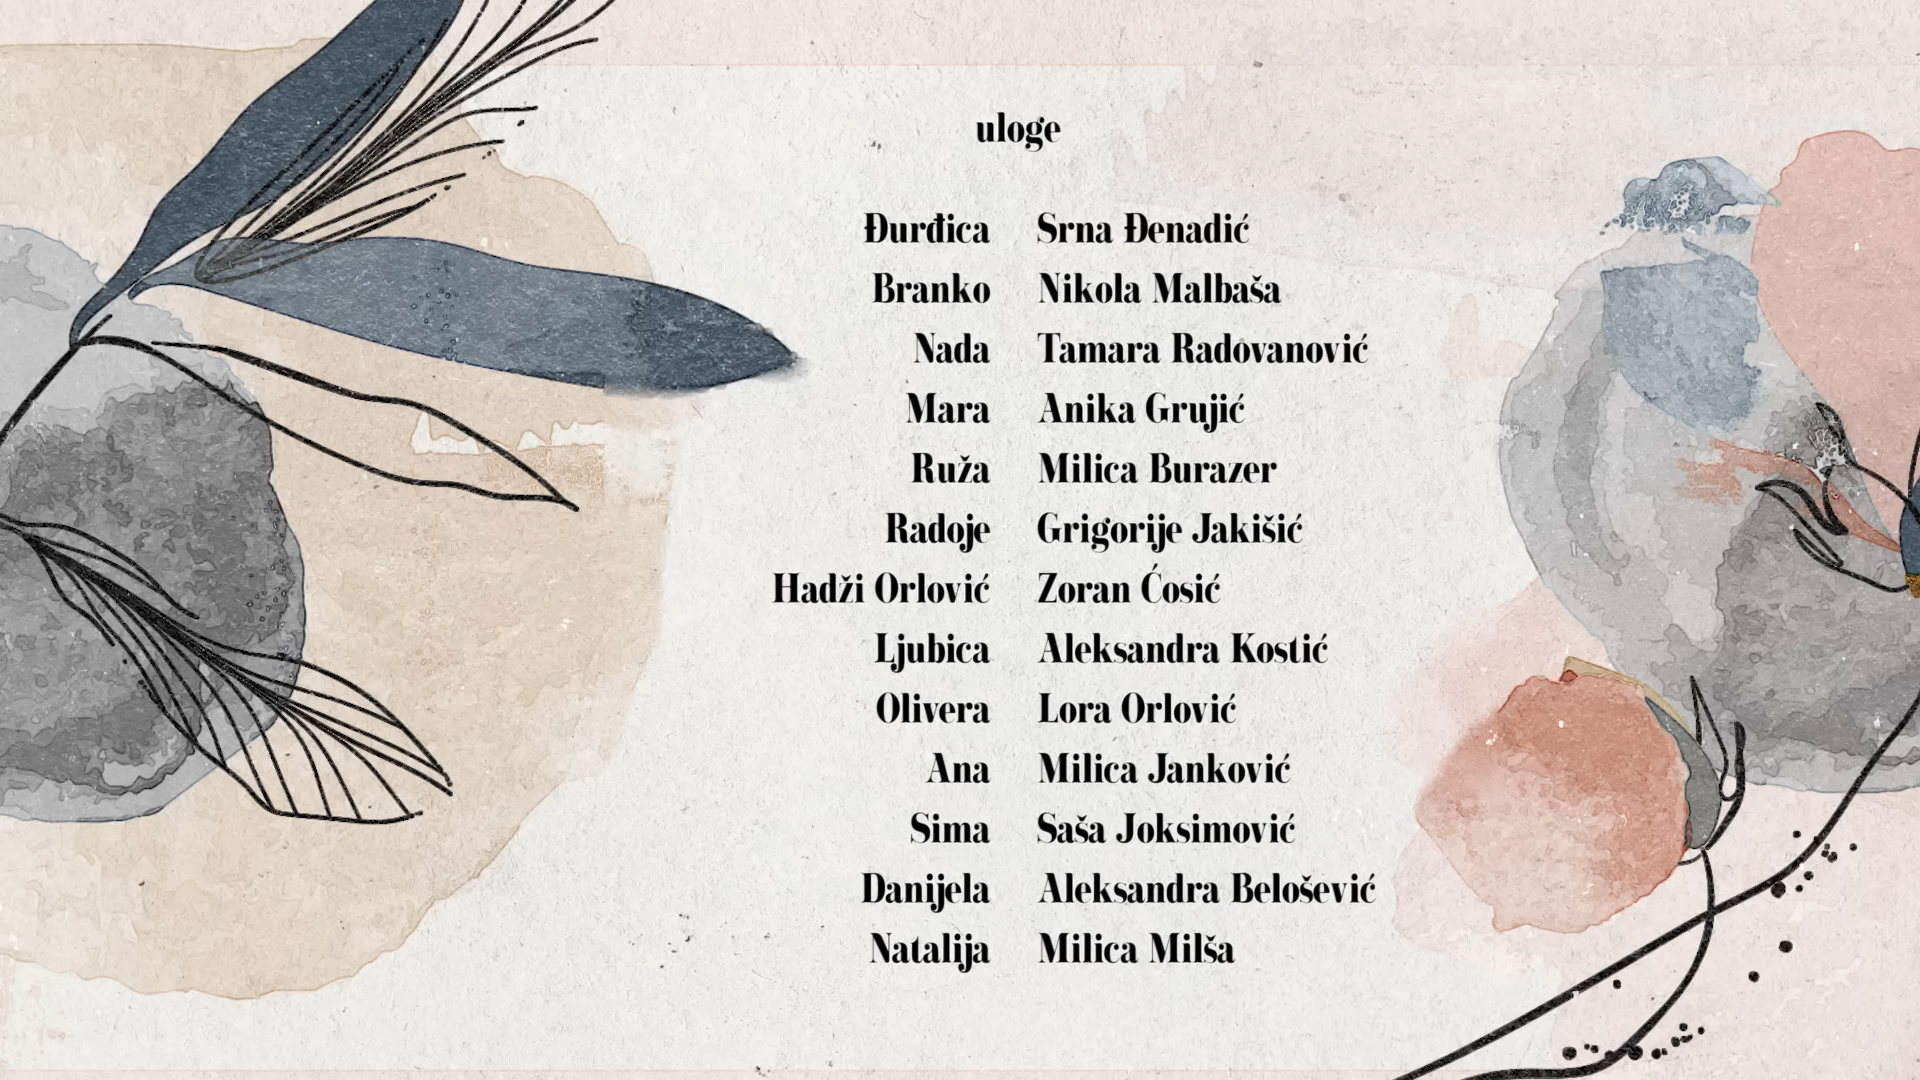 uloge
Đurđica Srna Đenadić
Branko Nikola Malbaša
Nada Tamara Radovanović
Mara Anika Grujić
Ruža Milica Burazer
Radoje Grigorije Jakišić
Hadži Orlović Zoran Ćosić
Ljubica Aleksandra Kostić
Olivera Lora Orlović
Ana Milica Janković
Sima Saša Joksimović
Danijela Aleksandra Belošević
Natalija Milica Milša